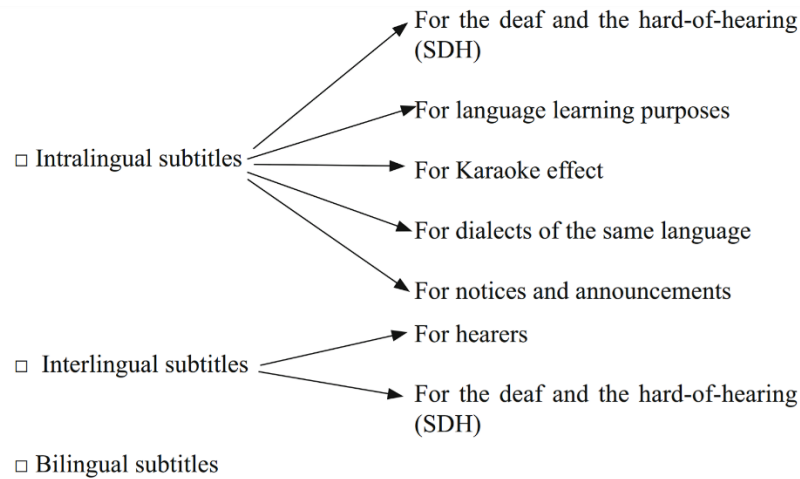 For the deaf and the hard-of-hearing
(SDH)
For language learning purposes
□ Intralingual subtitles
For Karaoke effect
For dialects of the same language
For notices and announcements
For hearers
□ Interlingual subtitles
For the deaf and the hard-of-hearing
(SDH)
□ Bilingual subtitles